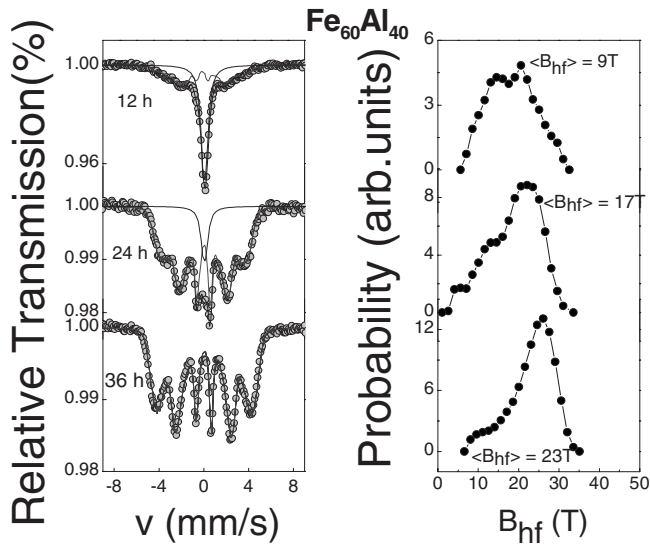 Fe60Al40
Relative Transmission(%)
1.00
12 h
0.96
1.00
24 h
0.99
0.98
1.00
36 h
0.99
0.98
-8 -4 0 4 8
v (mm/s)
Probability (arb.units)
6
<Bhf> = 9T
3
0
8
<Bhf> = 17T
4
0
12
6
0
<Bhf> = 23T
0 10 20 30 40 50
Bhf (T)